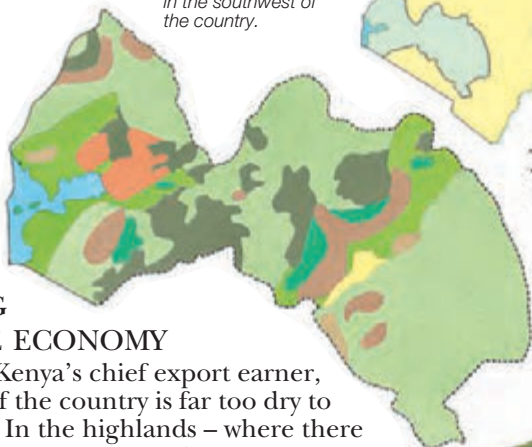 in the southwest of
the country.
G
ECONOMY
Kenya's chief export earner,
f the country is far too dry to
In the highlands – where there